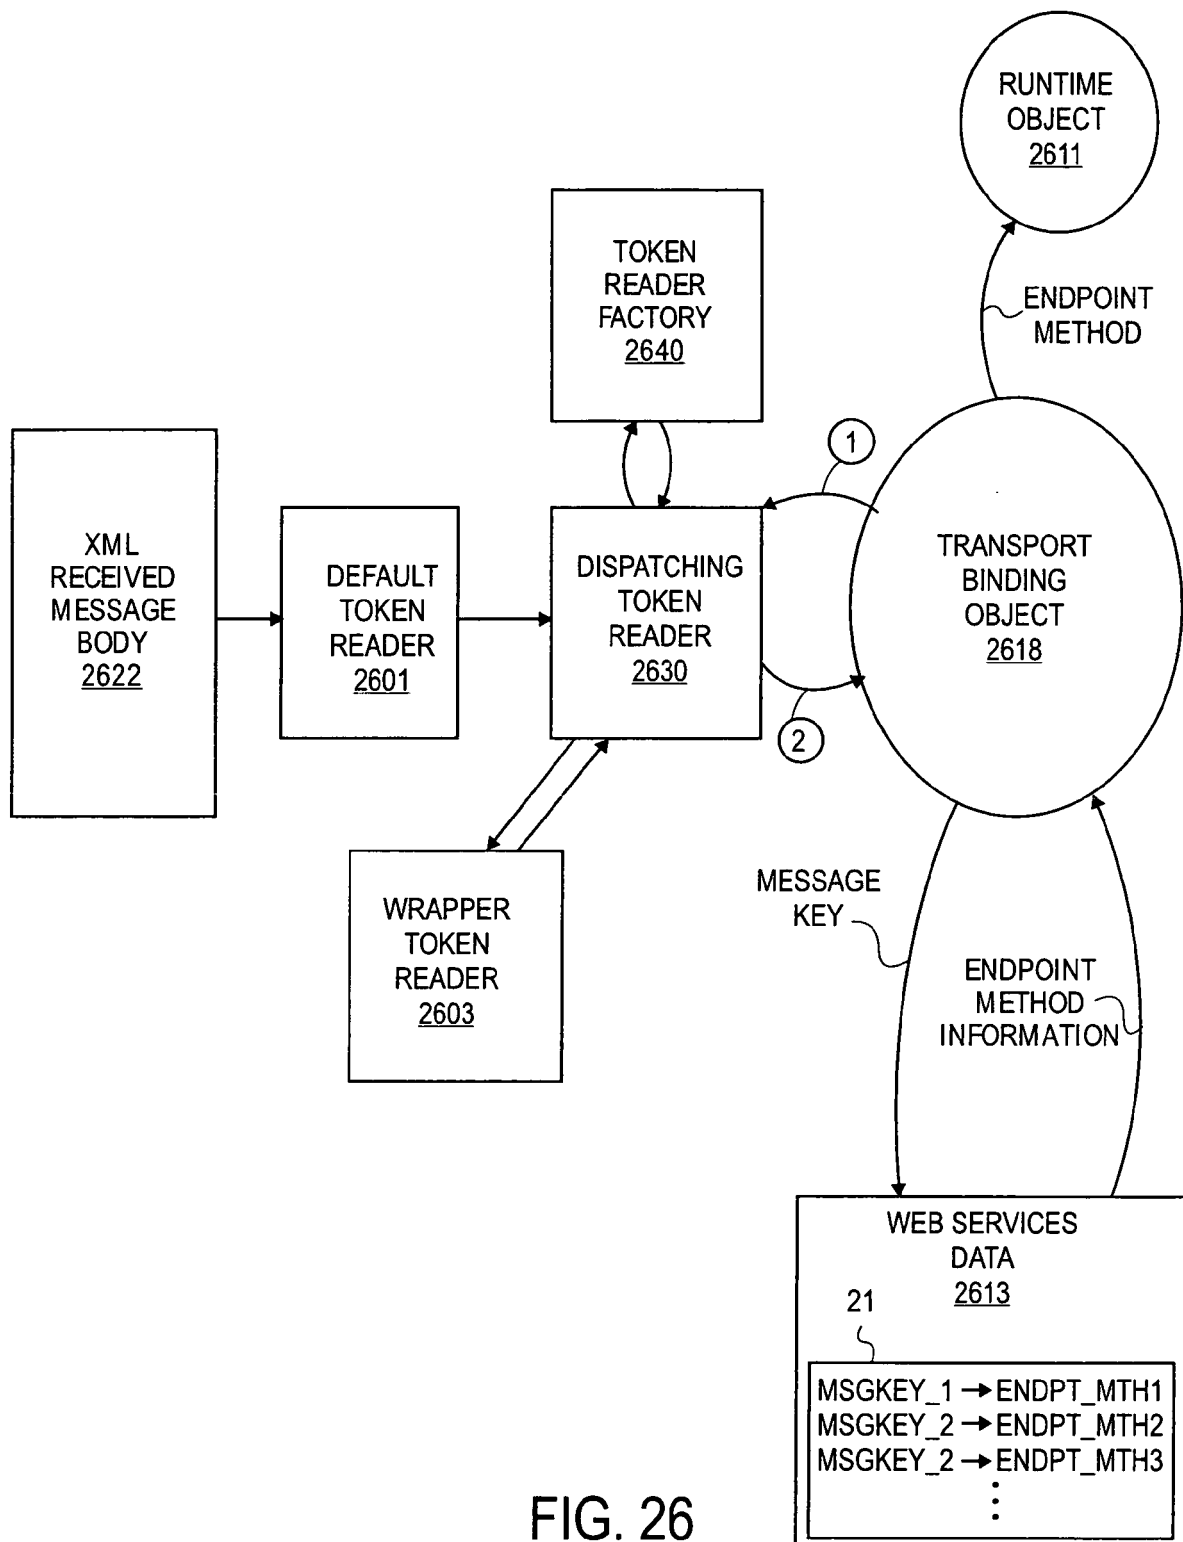 RUNTIME
OBJECT
2611
TOKEN
READER
FACTORY
2640
ENDPOINT
METHOD
1
XML
RECEIVED
MESSAGE
BODY
2622
DEFAULT
TOKEN
READER
2601
DISPATCHING
TOKEN
READER
2630
TRANSPORT
BINDING
OBJECT
2618
2
WRAPPER
TOKEN
READER
2603
MESSAGE
KEY
ENDPOINT
METHOD
INFORMATION
WEB SERVICES
DATA
2613
21
MSGKEY_1 → ENDPT_MTH1
MSGKEY_2 → ENDPT_MTH2
MSGKEY_2 → ENDPT_MTH3
⋮
FIG. 26